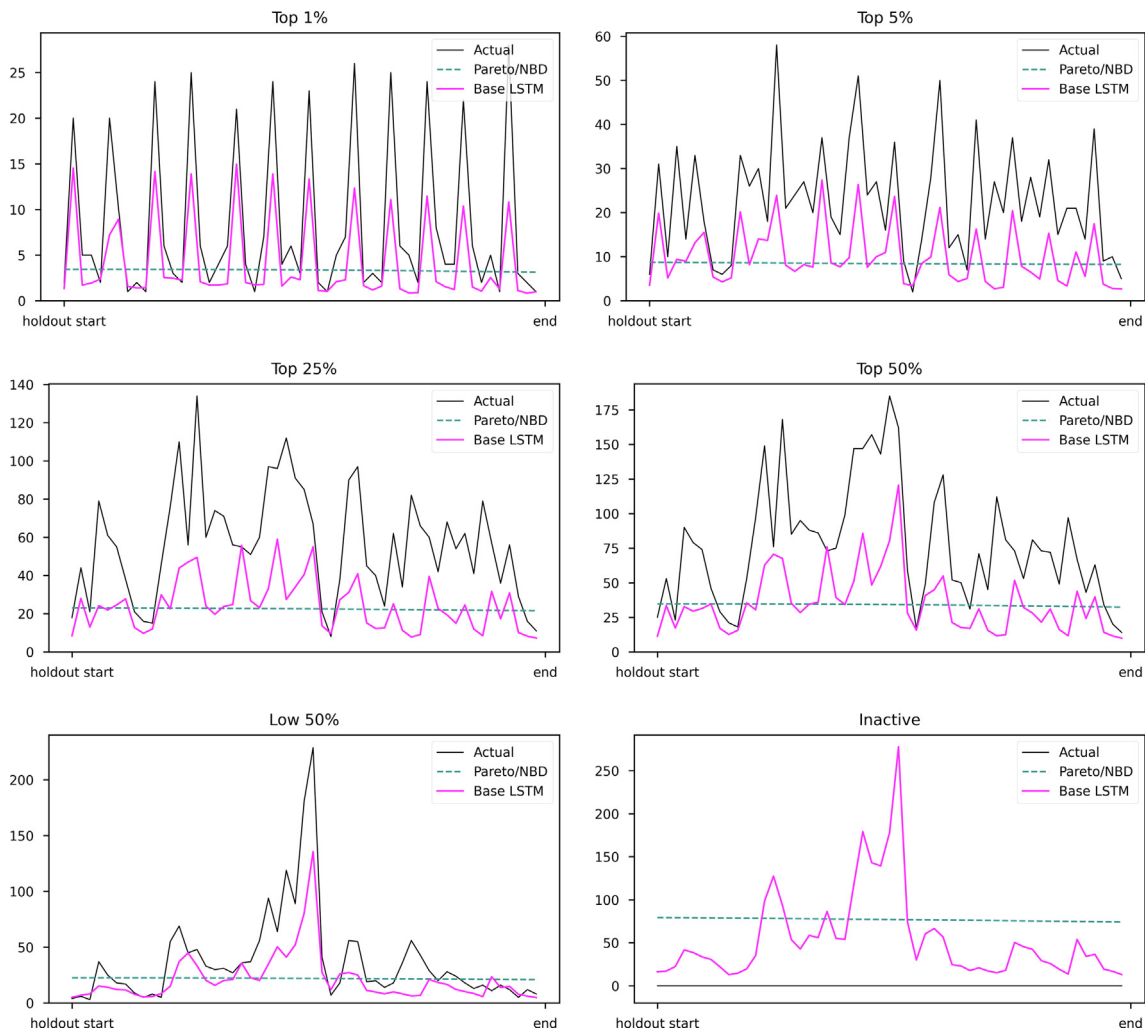 Top 1%
25
20
15
10
5
0
Actual
Pareto/NBD
Base LSTM
holdout start
end
Top 5%
60
50
40
30
20
10
0
Actual
Pareto/NBD
Base LSTM
holdout start
end
Top 25%
140
120
100
80
60
40
20
0
Actual
Pareto/NBD
Base LSTM
holdout start
end
Top 50%
175
150
125
100
75
50
25
0
Actual
Pareto/NBD
Base LSTM
holdout start
end
Low 50%
200
150
100
50
0
Actual
Pareto/NBD
Base LSTM
holdout start
end
Inactive
250
200
150
100
50
0
Actual
Pareto/NBD
Base LSTM
holdout start
end